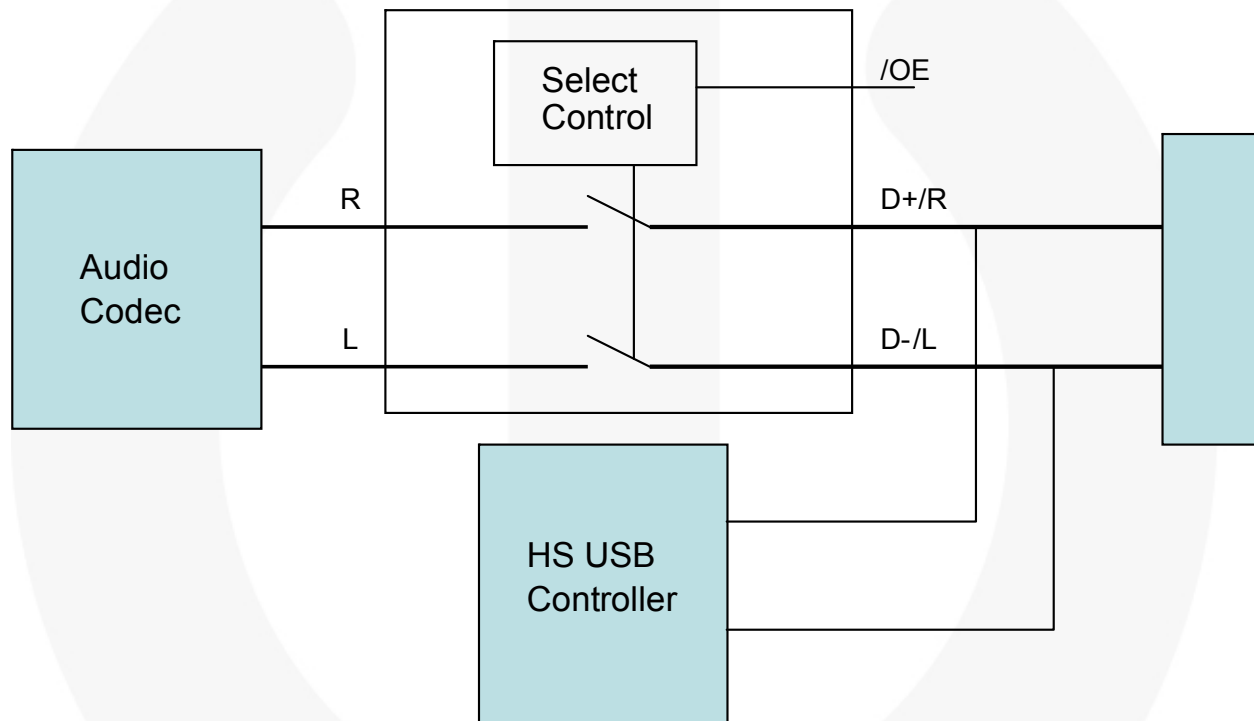 Select
Control
/OE
R
D+/R
Audio
Codec
L
D-/L
HS USB
Controller